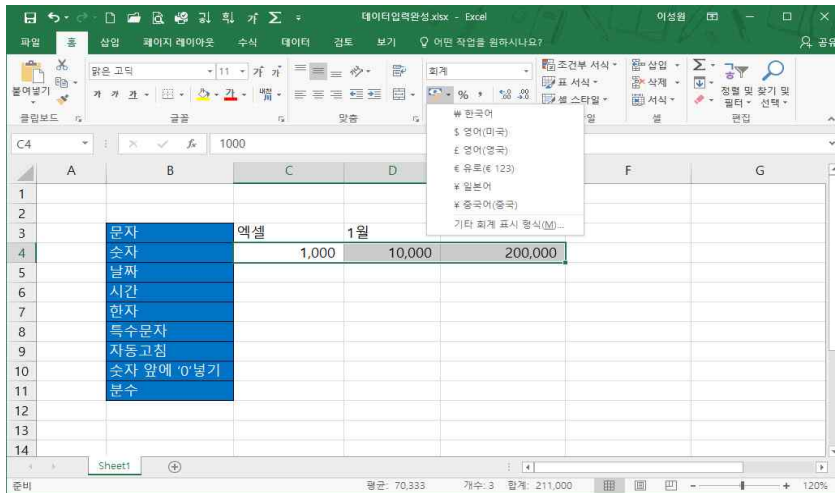 데이터입력완성.xlsx - Excel 이성원
파일 홈 삽입 페이지 레이아웃 수식 데이터 검토 보기 어떤 작업을 원하시나요? 공유
붙여넣기 맑은 고딕 11 가 가 회계 조건부 서식 삽입 Σ
가 가 가 가 내천 % , 표 서식 삭제 정렬 및 찾기 및
셀 스타일 서식 필터 선택
클립보드 글꼴 맞춤 셀 편집
C4 fx 1000
₩ 한국어
$ 영어(미국)
£ 영어(영국)
€ 유로(€ 123)
¥ 일본어
¥ 중국어(중국)
기타 회계 표시 형식(M)...
A B C D F G
1
2
3 문자 엑셀 1월
4 숫자 1,000 10,000 200,000
5 날짜
6 시간
7 한자
8 특수문자
9 자동고침
10 숫자 앞에 '0'넣기
11 분수
12
13
14
Sheet1
준비 평균: 70,333 개수: 3 합계: 211,000 120%